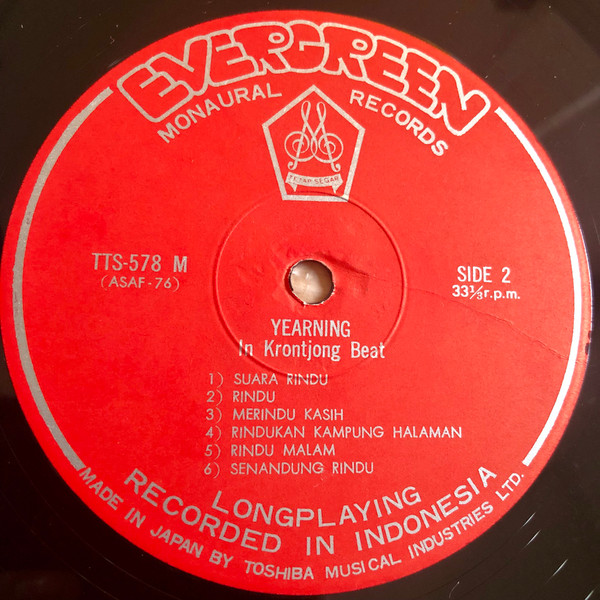 EVERGREEN
MONAURAL RECORDS
TETAP SEGAR
TTS-578 M
(ASAF-76)
SIDE 2
33⅓r.p.m.
YEARNING
In Krontjong Beat
1) SUARA RINDU
2) RINDU
3) MERINDU KASIH
4) RINDUKAN KAMPUNG HALAMAN
5) RINDU MALAM
6) SENANDUNG RINDU
LONGPLAYING
RECORDED IN INDONESIA
MADE IN JAPAN BY TOSHIBA MUSICAL INDUSTRIES LTD.